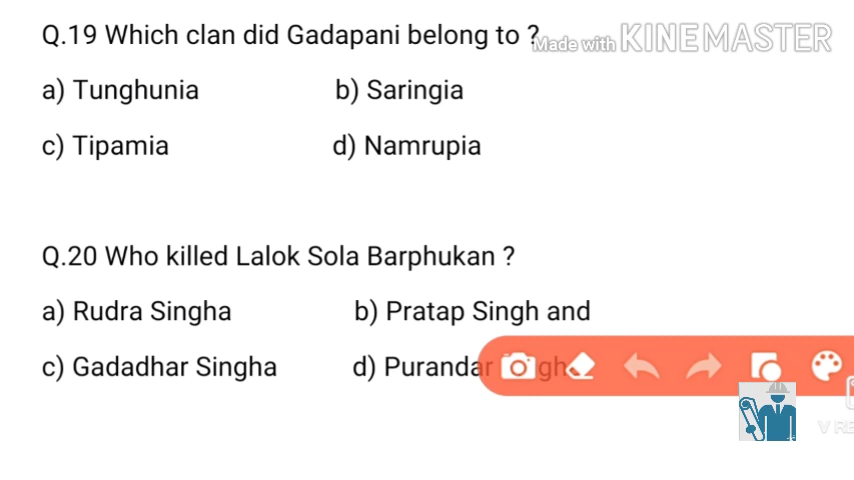 Q.19 Which clan did Gadapani belong to ?
Made with KINEMASTER
a) Tunghunia b) Saringia
c) Tipamia d) Namrupia
Q.20 Who killed Lalok Sola Barphukan ?
a) Rudra Singha b) Pratap Singh and
c) Gadadhar Singha d) Purandar